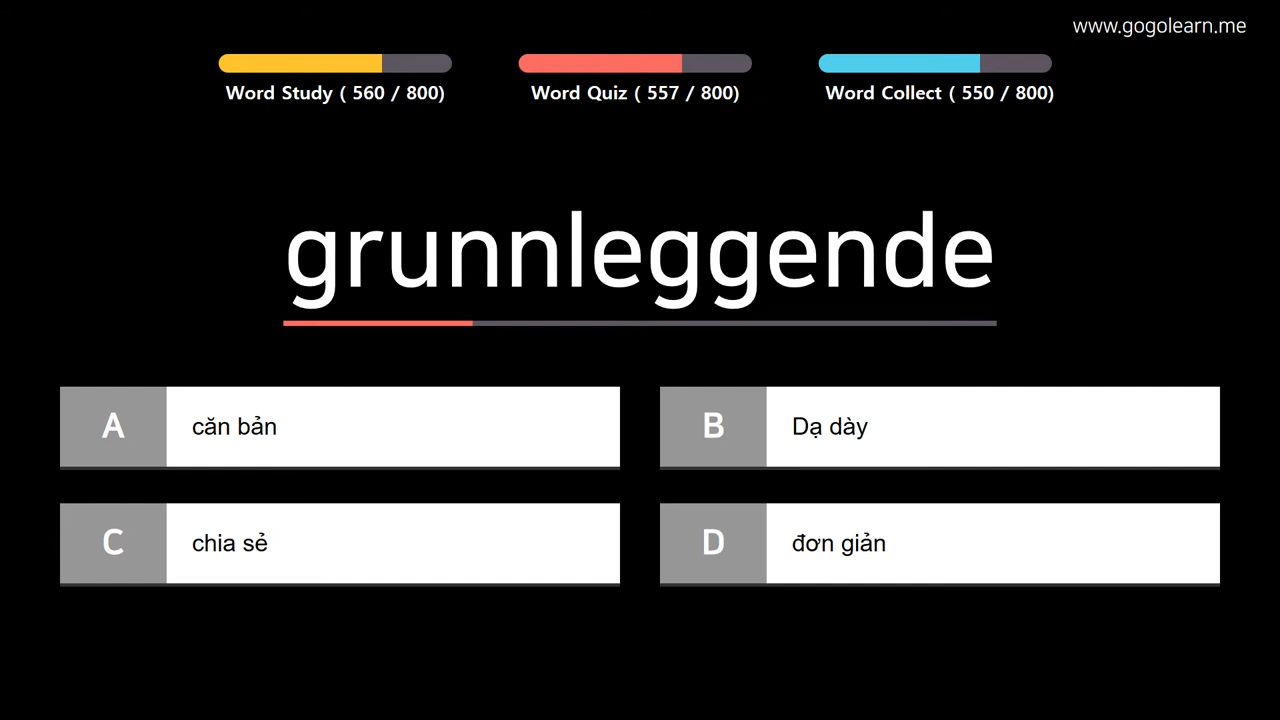 www.gogolearn.me
Word Study ( 560 / 800)
Word Quiz ( 557 / 800)
Word Collect ( 550 / 800)
grunnleggende
A căn bản
B Dạ dày
C chia sẻ
D đơn giản